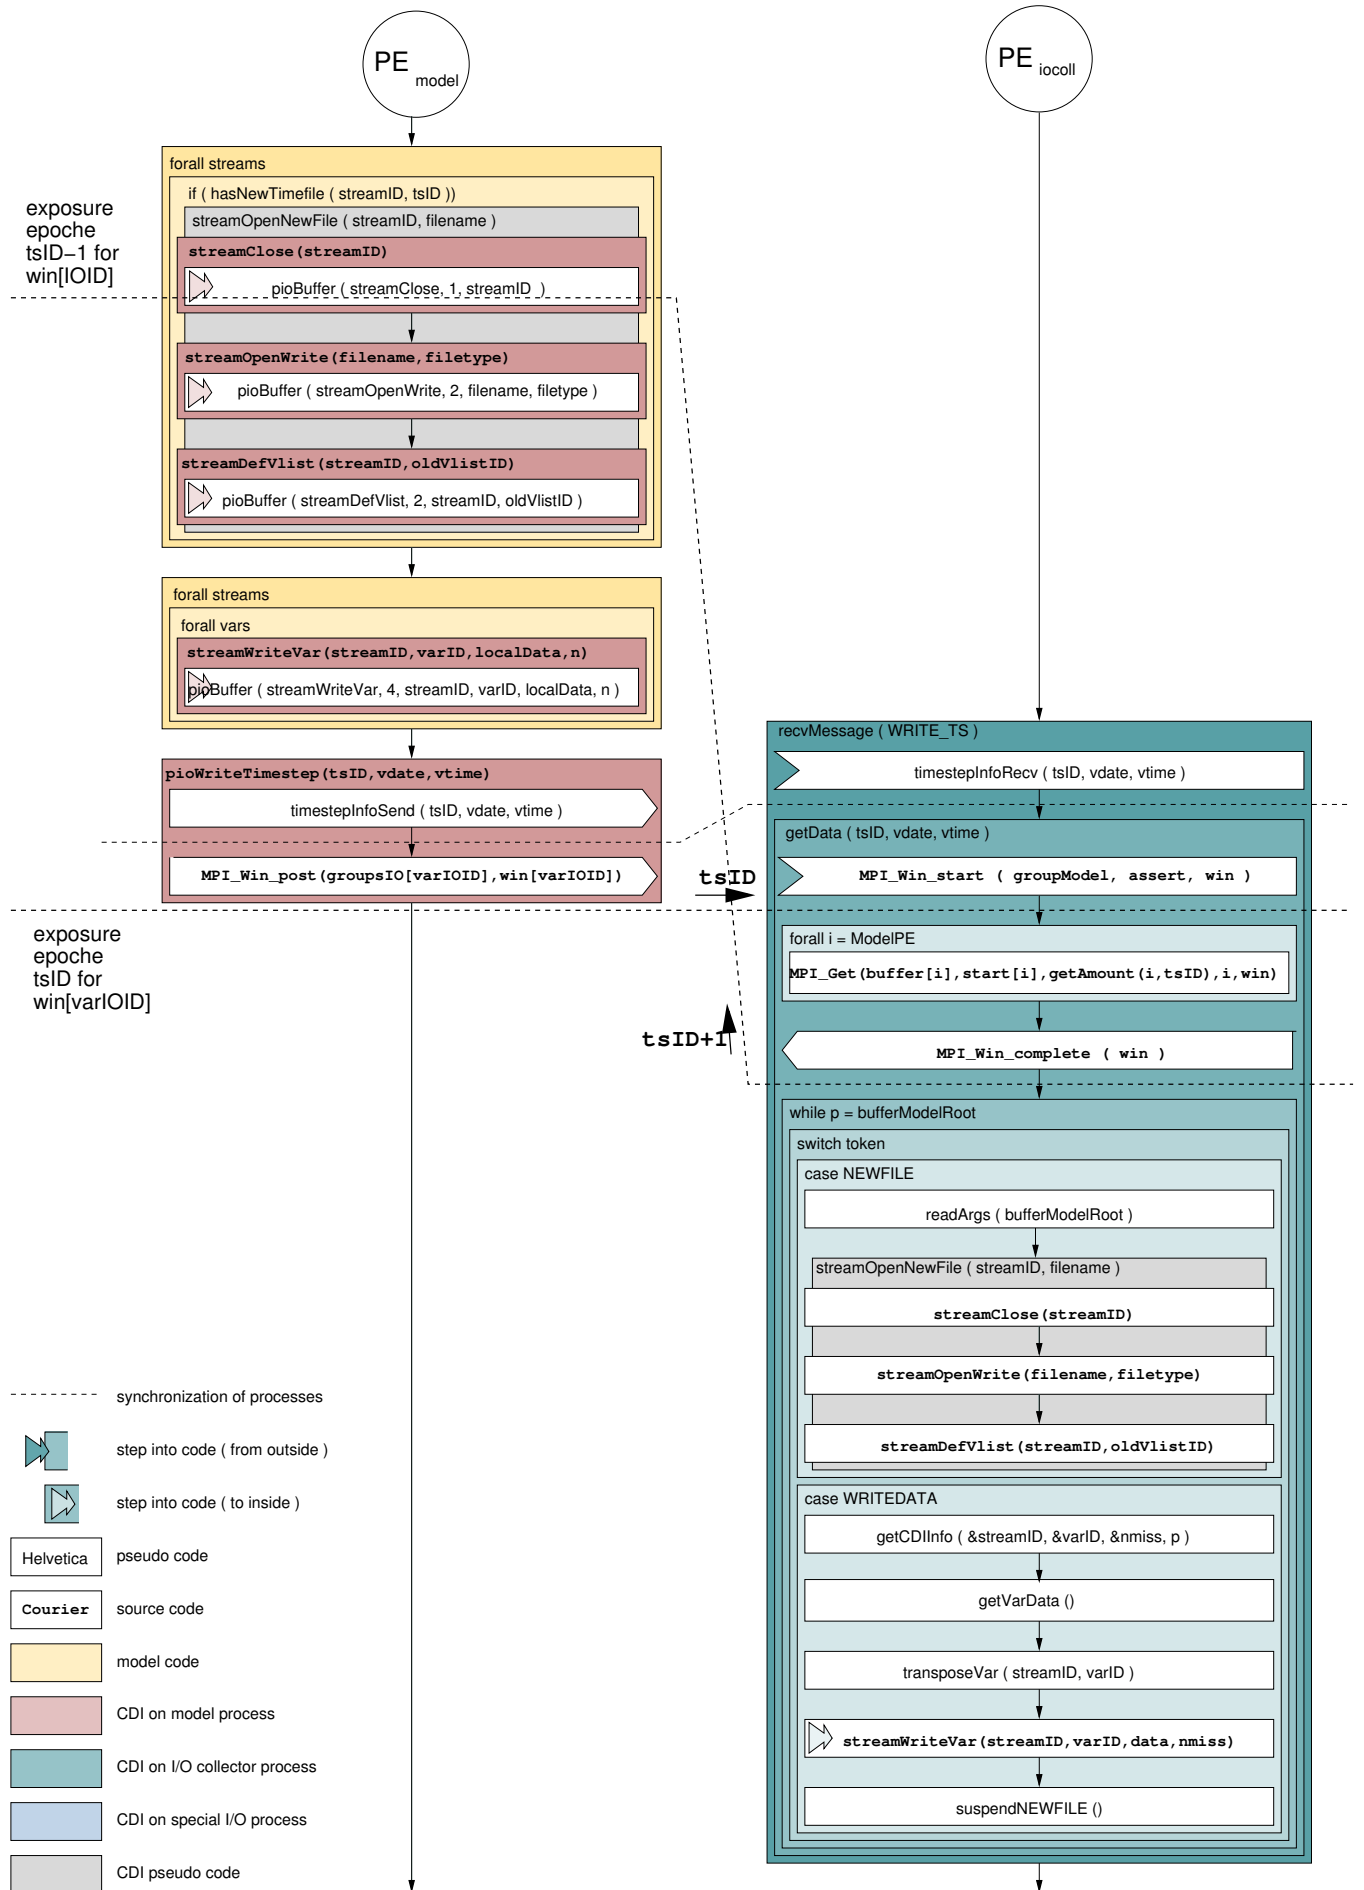 PE model
PE iocoll
forall streams
if ( hasNewTimefile ( streamID, tsID ))
streamOpenNewFile ( streamID, filename )
streamClose(streamID)
pioBuffer ( streamClose, 1, streamID )
exposure
epoche
tsID−1 for
win[IOID]
streamOpenWrite(filename,filetype)
pioBuffer ( streamOpenWrite, 2, filename, filetype )
streamDefVlist(streamID,oldVlistID)
pioBuffer ( streamDefVlist, 2, streamID, oldVlistID )
forall streams
forall vars
streamWriteVar(streamID,varID,localData,n)
pioBuffer ( streamWriteVar, 4, streamID, varID, localData, n )
pioWriteTimestep(tsID,vdate,vtime)
timestepInfoSend ( tsID, vdate, vtime )
MPI_Win_post(groupsIO[varIOID],win[varIOID])
exposure
epoche
tsID for
win[varIOID]
tsID
tsID+1
recvMessage ( WRITE_TS )
timestepInfoRecv ( tsID, vdate, vtime )
getData ( tsID, vdate, vtime )
MPI_Win_start ( groupModel, assert, win )
forall i = ModelPE
MPI_Get(buffer[i],start[i],getAmount(i,tsID),i,win)
MPI_Win_complete ( win )
while p = bufferModelRoot
switch token
case NEWFILE
readArgs ( bufferModelRoot )
streamOpenNewFile ( streamID, filename )
streamClose(streamID)
streamOpenWrite(filename,filetype)
streamDefVlist(streamID,oldVlistID)
case WRITEDATA
getCDIInfo ( &streamID, &varID, &nmiss, p )
getVarData ()
transposeVar ( streamID, varID )
streamWriteVar(streamID,varID,data,nmiss)
suspendNEWFILE ()
synchronization of processes
step into code ( from outside )
step into code ( to inside )
Helvetica pseudo code
Courier source code
model code
CDI on model process
CDI on I/O collector process
CDI on special I/O process
CDI pseudo code